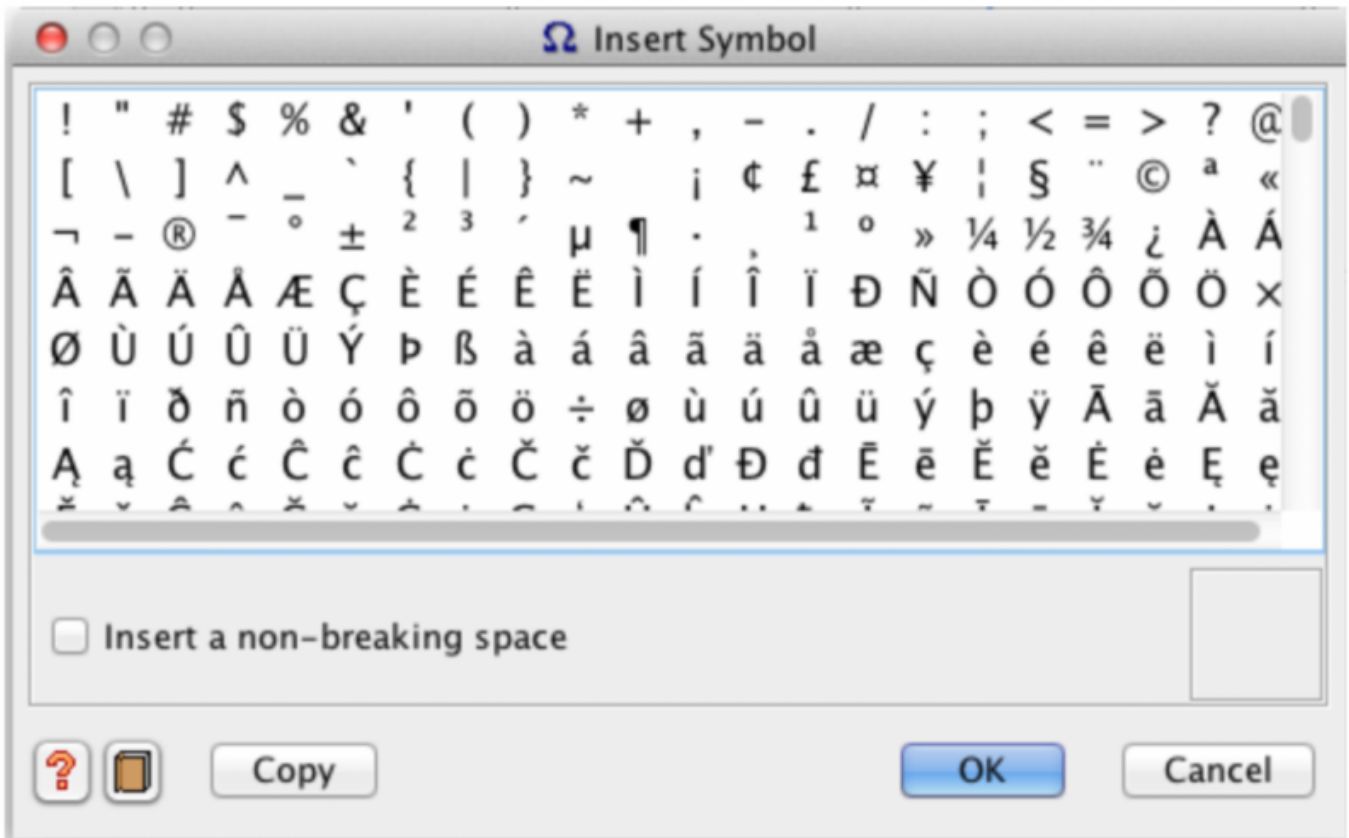 Ω Insert Symbol
! " # $ % & ' ( ) * + , – . / : ; < = > ? @
[ \ ] ^ _ ` { | } ~ ¡ ¢ £ ¤ ¥ ¦ § ¨ © ª «
¬ – ® ¯ ° ± ² ³ ´ µ ¶ · ¸ ¹ º » ¼ ½ ¾ ¿ À Á
Â Ã Ä Å Æ Ç È É Ê Ë Ì Í Î Ï Ð Ñ Ò Ó Ô Õ Ö ×
Ø Ù Ú Û Ü Ý Þ ß à á â ã ä å æ ç è é ê ë ì í
î ï ð ñ ò ó ô õ ö ÷ ø ù ú û ü ý þ ÿ Ā ā Ă ă
Ą ą Ć ć Ĉ ĉ Ċ ċ Č č Ď ď Đ đ Ē ē Ĕ ĕ Ė ė Ę ę
Insert a non–breaking space
? Copy OK Cancel